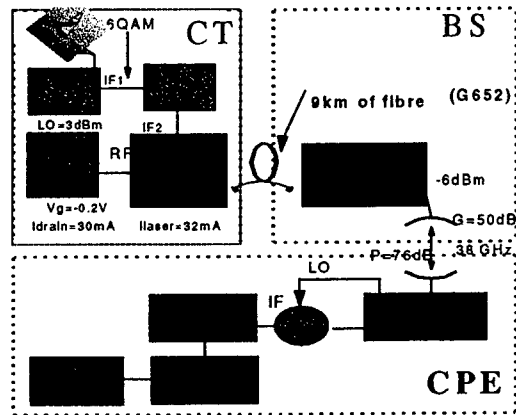 6QAM
CT
BS
IF1
LO=3dBm
IF2
9km of fibre
(G652)
RF
-6dBm
Vg=-0.2V
Idrain=30mA
Ilaser=32mA
G=50dB
P=76dB
38 GHz
LO
IF
CPE